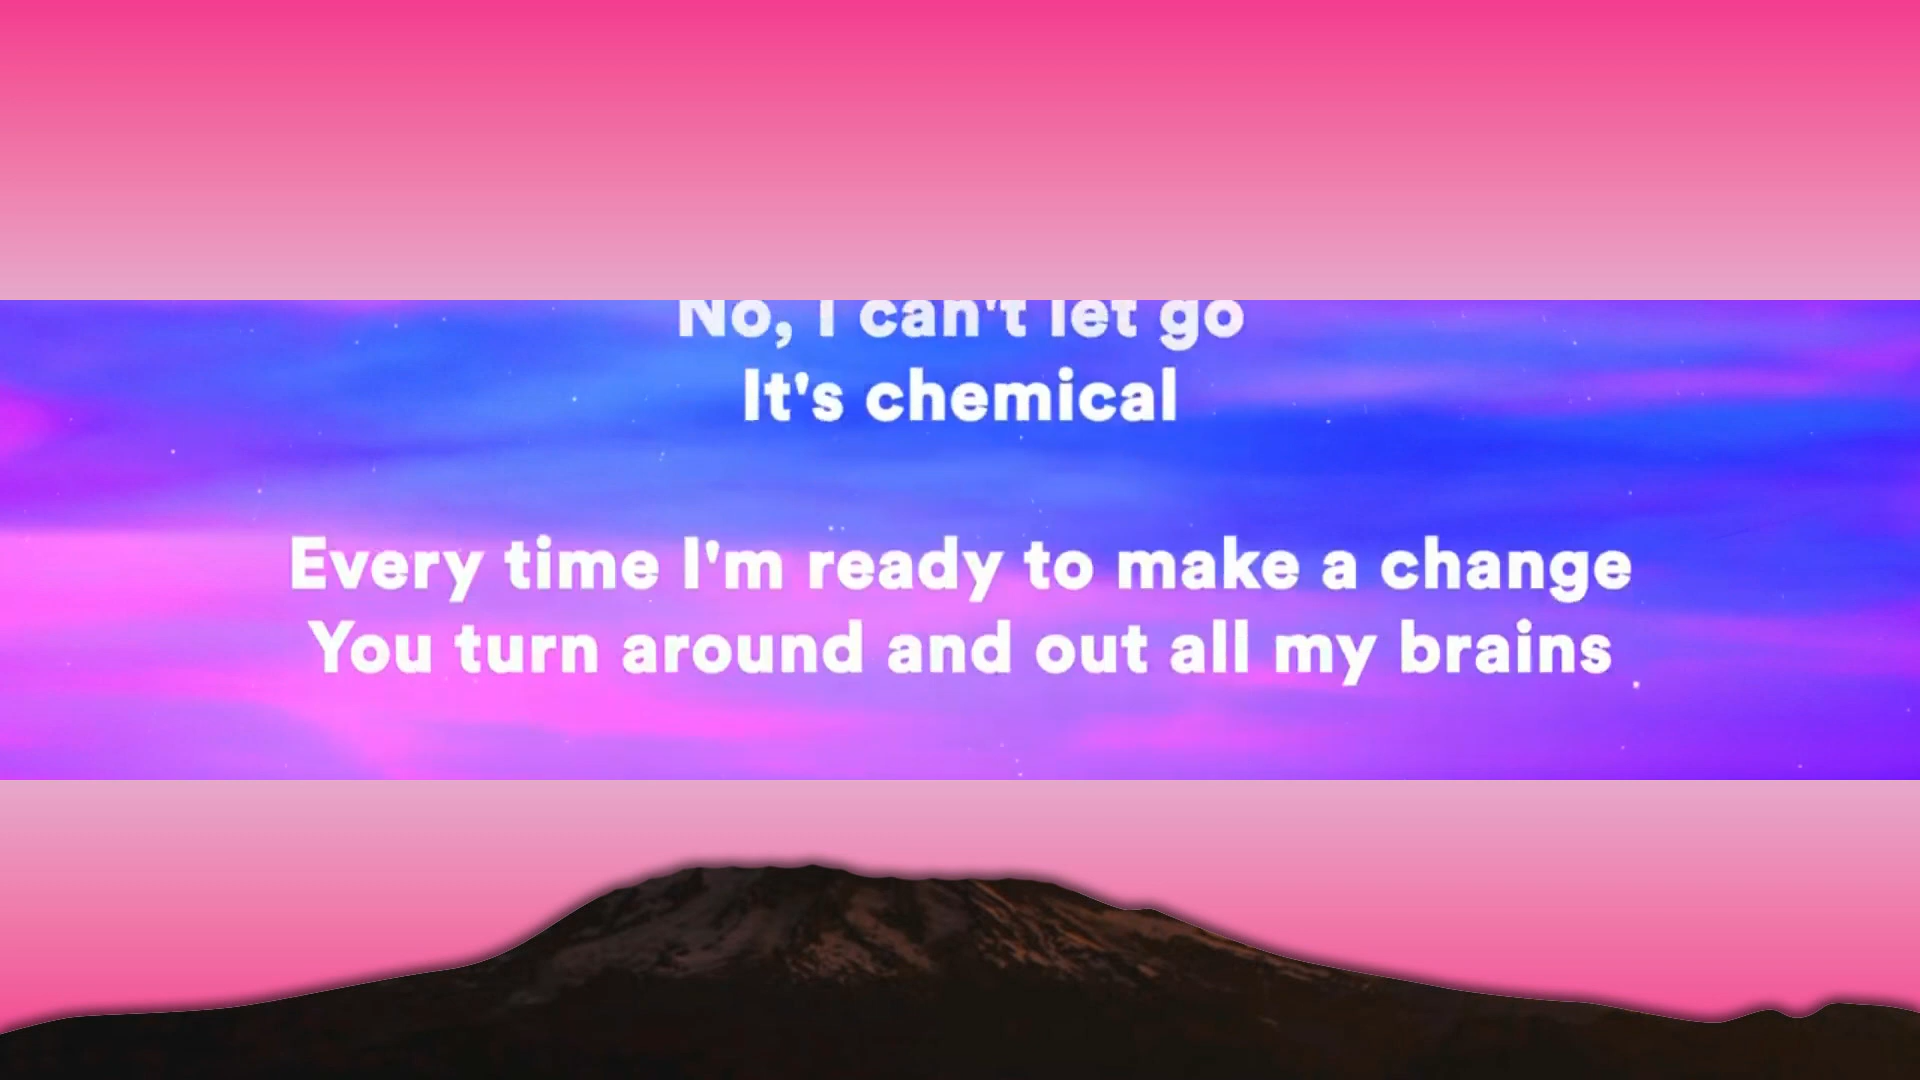 No, I can't let go
It's chemical
Every time I'm ready to make a change
You turn around and out all my brains